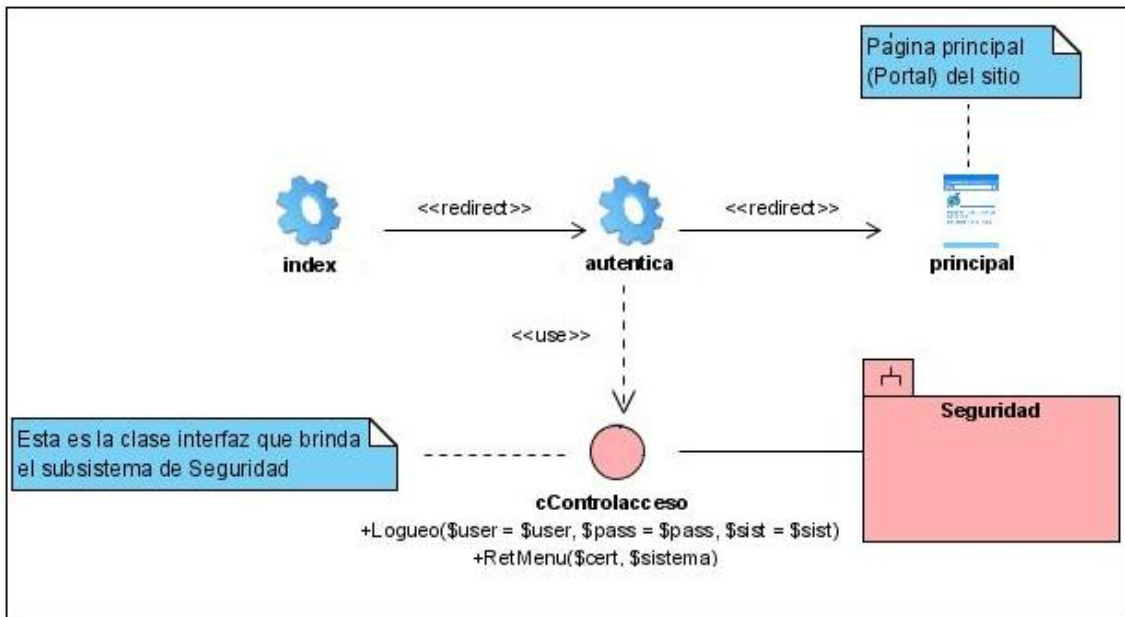 Página principal
(Portal) del sitio
<<redirect>>
<<redirect>>
index
autentica
principal
<<use>>
Seguridad
Esta es la clase interfaz que brinda
el subsistema de Seguridad
cControlacceso
+Logueo($user = $user, $pass = $pass, $sist = $sist)
+RetMenu($cert, $sistema)